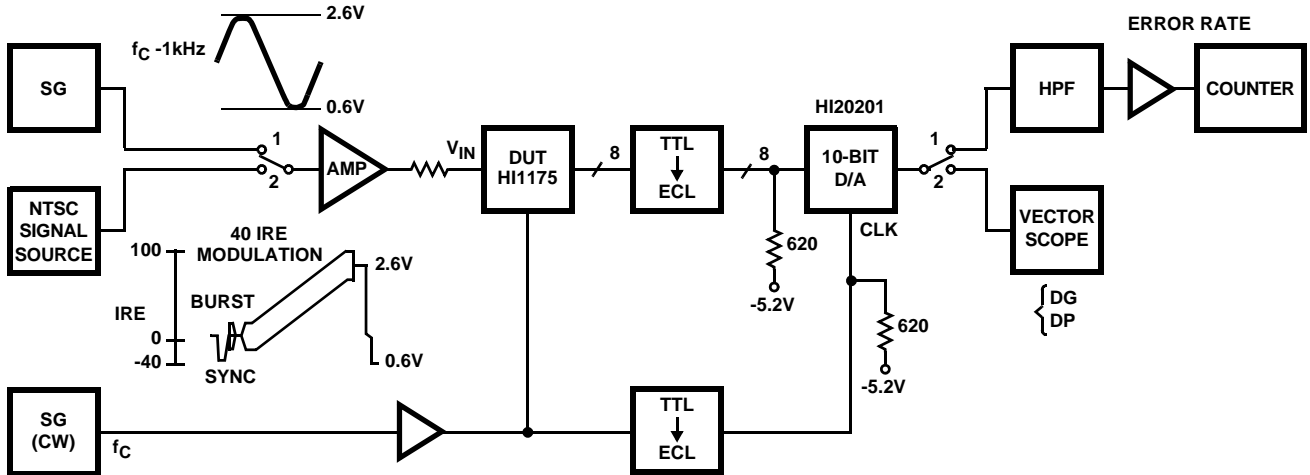 2.6V
f_C -1kHz
0.6V
ERROR RATE
SG
HPF
COUNTER
HI20201
1
2
AMP
V_IN
DUT
HI1175
8
TTL
ECL
8
10-BIT
D/A
1
2
CLK
NTSC
SIGNAL
SOURCE
VECTOR
SCOPE
620
-5.2V
620
-5.2V
DG
DP
40 IRE
MODULATION
100
2.6V
BURST
IRE
0
-40
0.6V
SYNC
SG
(CW)
f_C
TTL
ECL